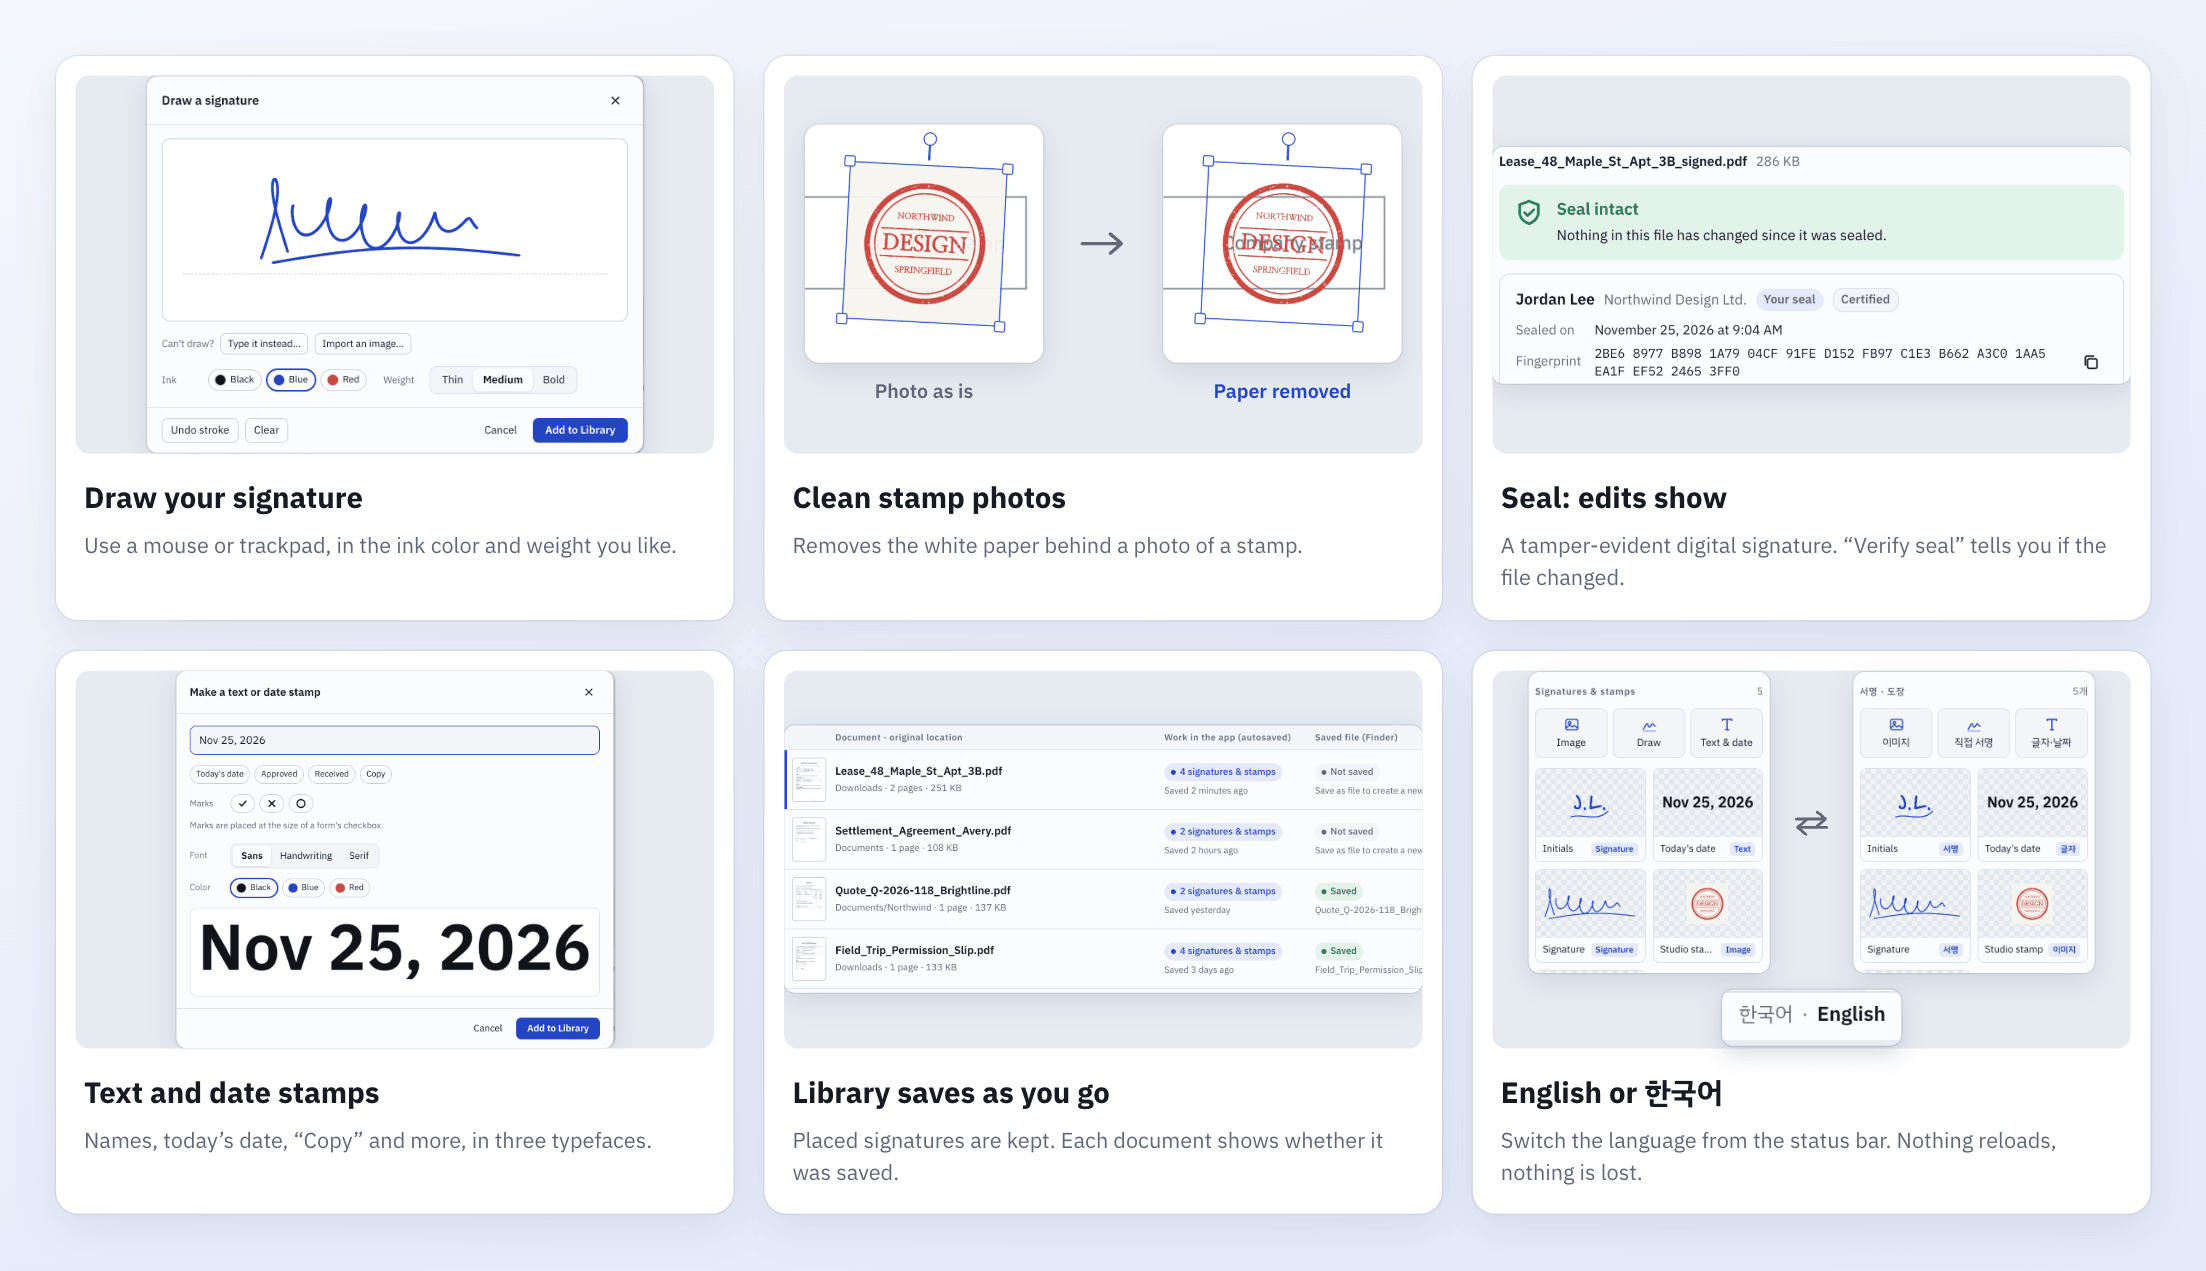 Draw a signature
Can't draw? Type it instead... Import an image...
Ink Black Blue Red Weight Thin Medium Bold
Undo stroke Clear Cancel Add to Library
Draw your signature
Use a mouse or trackpad, in the ink color and weight you like.
NORTHWIND
DESIGN
SPRINGFIELD
Photo as is
NORTHWIND
DESIGN
Company stamp
SPRINGFIELD
Paper removed
Clean stamp photos
Removes the white paper behind a photo of a stamp.
Lease_48_Maple_St_Apt_3B_signed.pdf 286 KB
Seal intact
Nothing in this file has changed since it was sealed.
Jordan Lee Northwind Design Ltd. Your seal Certified
Sealed on November 25, 2026 at 9:04 AM
Fingerprint 2BE6 8977 B898 1A79 04CF 91FE D152 FB97 C1E3 B662 A3C0 1AA5
EA1F EF52 2465 3FF0
Seal: edits show
A tamper-evident digital signature. “Verify seal” tells you if the
file changed.
Make a text or date stamp
Nov 25, 2026
Today's date Approved Received Copy
Marks
Marks are placed at the size of a form's checkbox.
Font Sans Handwriting Serif
Color Black Blue Red
Nov 25, 2026
Cancel Add to Library
Text and date stamps
Names, today’s date, “Copy” and more, in three typefaces.
Document · original location Work in the app (autosaved) Saved file (Finder)
Lease_48_Maple_St_Apt_3B.pdf 4 signatures & stamps Not saved
Downloads · 2 pages · 251 KB Saved 2 minutes ago Save as file to create a new
Settlement_Agreement_Avery.pdf 2 signatures & stamps Not saved
Documents · 1 page · 108 KB Saved 2 hours ago Save as file to create a new
Quote_Q-2026-118_Brightline.pdf 2 signatures & stamps Saved
Documents/Northwind · 1 page · 137 KB Saved yesterday Quote_Q-2026-118_Bright
Field_Trip_Permission_Slip.pdf 4 signatures & stamps Saved
Downloads · 1 page · 133 KB Saved 3 days ago Field_Trip_Permission_Slip
Library saves as you go
Placed signatures are kept. Each document shows whether it
was saved.
Signatures & stamps 5
Image Draw Text & date
J.L. Nov 25, 2026
Initials Signature Today's date Text
DESIGN
Signature Signature Studio sta... Image
서명 · 도장 5개
이미지 직접 서명 글자·날짜
J.L. Nov 25, 2026
Initials 서명 Today's date 글자
DESIGN
Signature 서명 Studio stamp 이미지
한국어 · English
English or 한국어
Switch the language from the status bar. Nothing reloads,
nothing is lost.